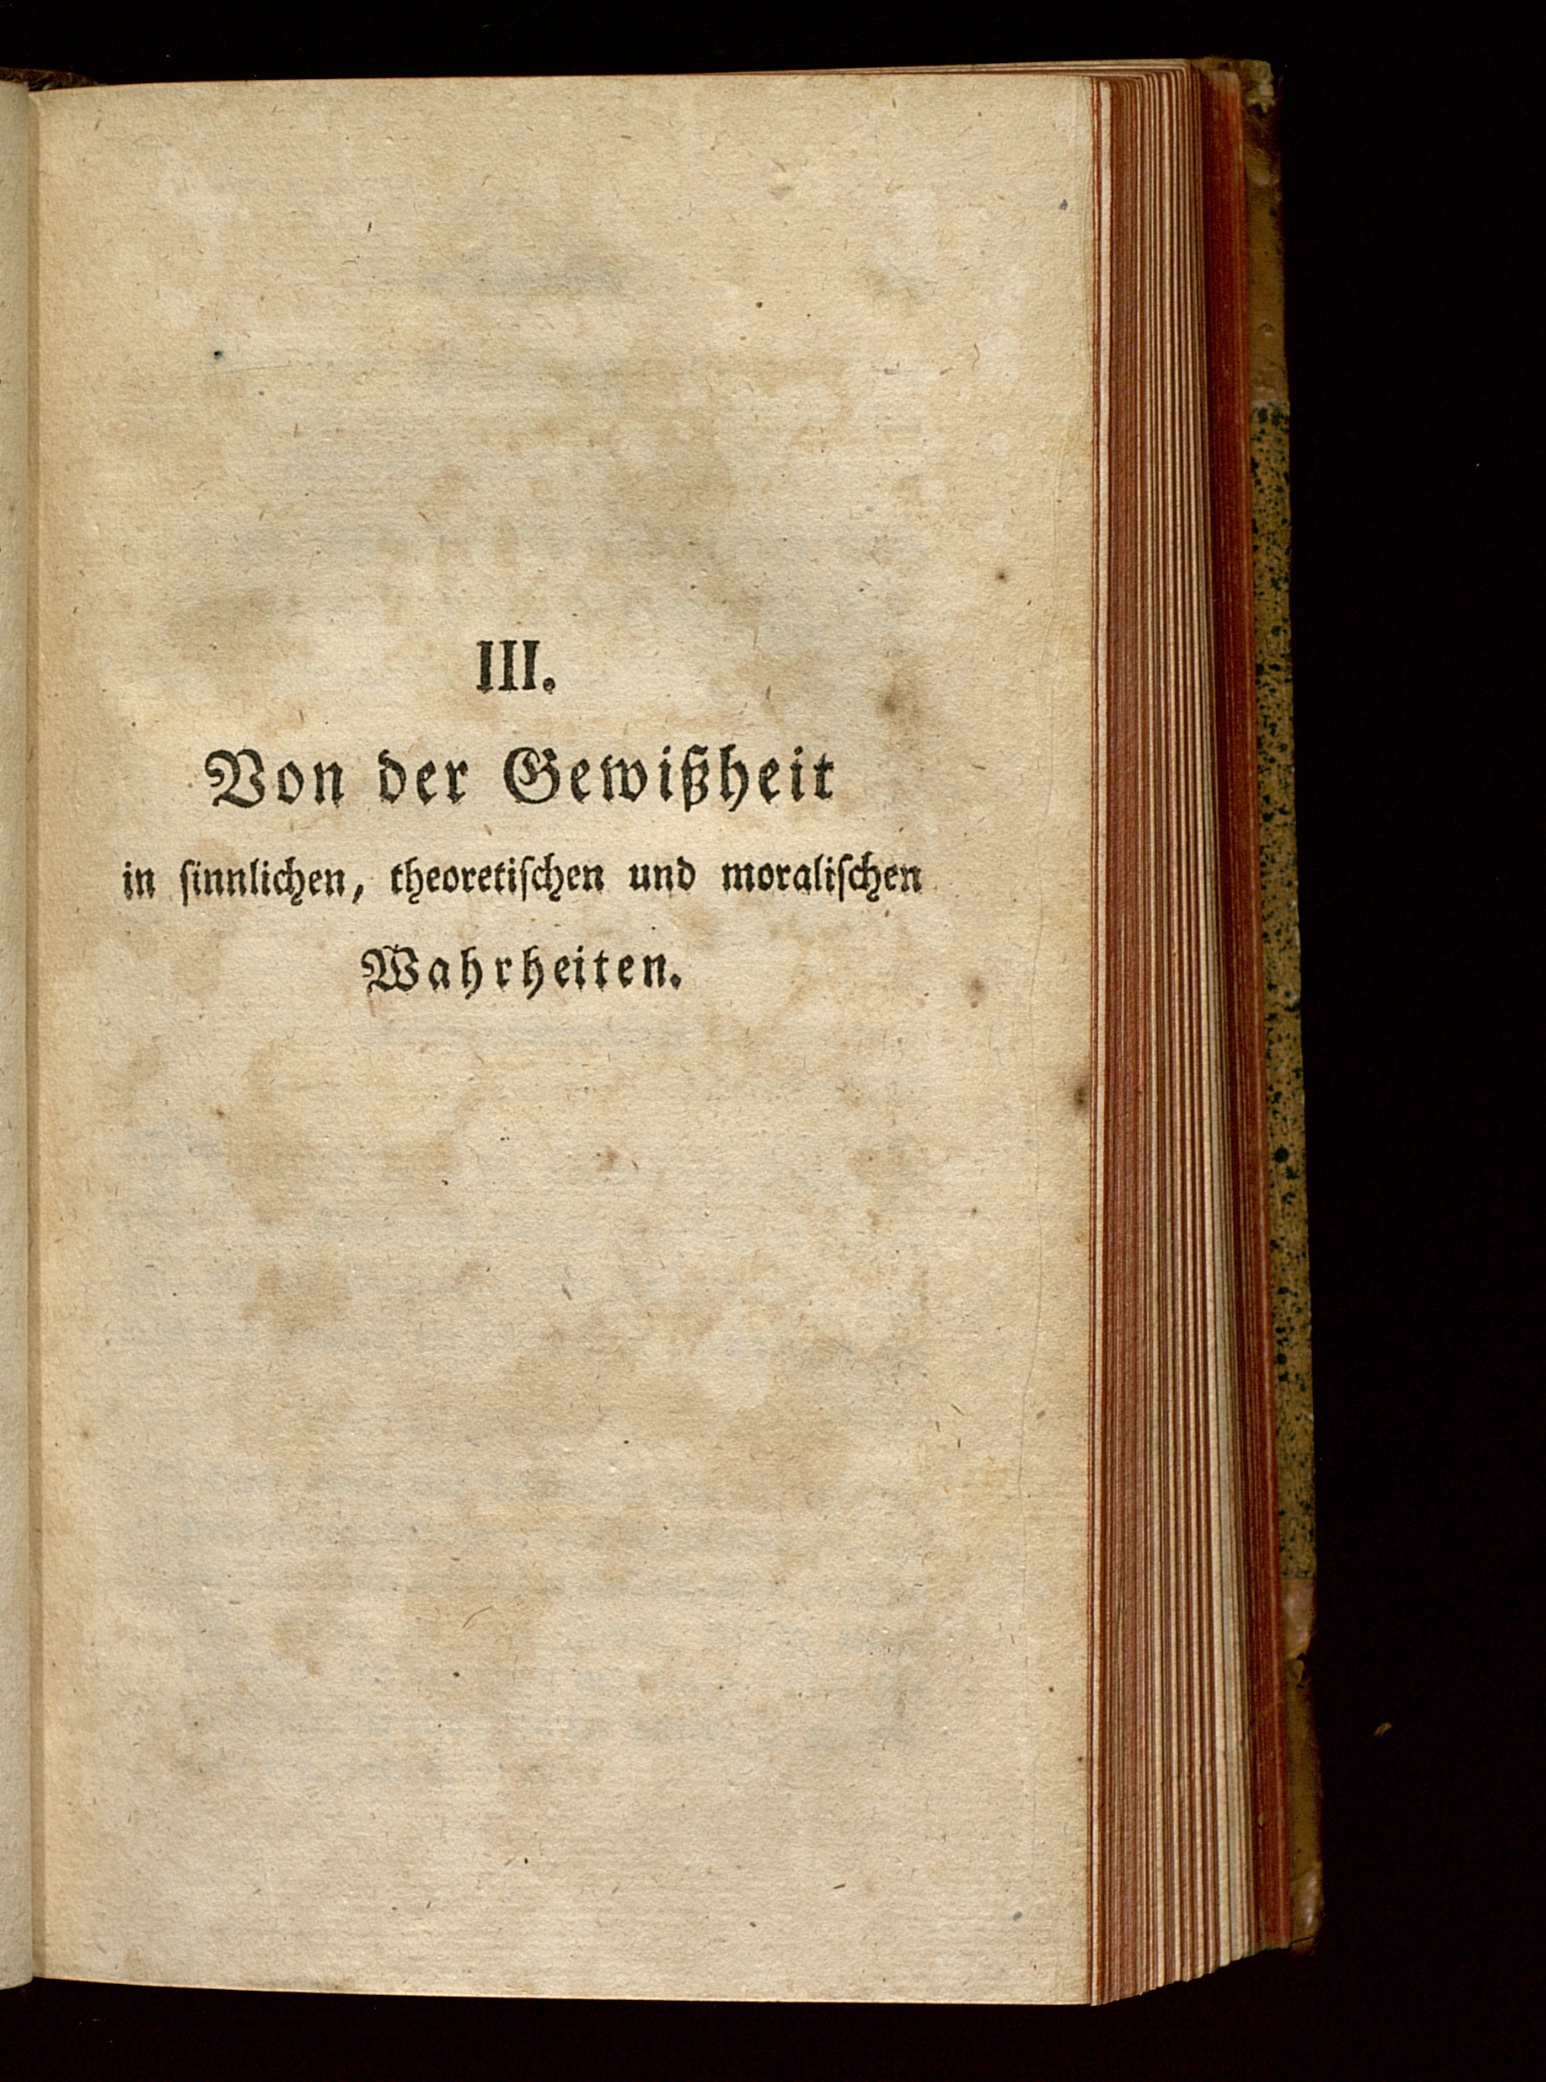 III.
Von der Gewißheit
in ſinnlichen, theoretiſchen und moraliſchen
Wahrheiten.